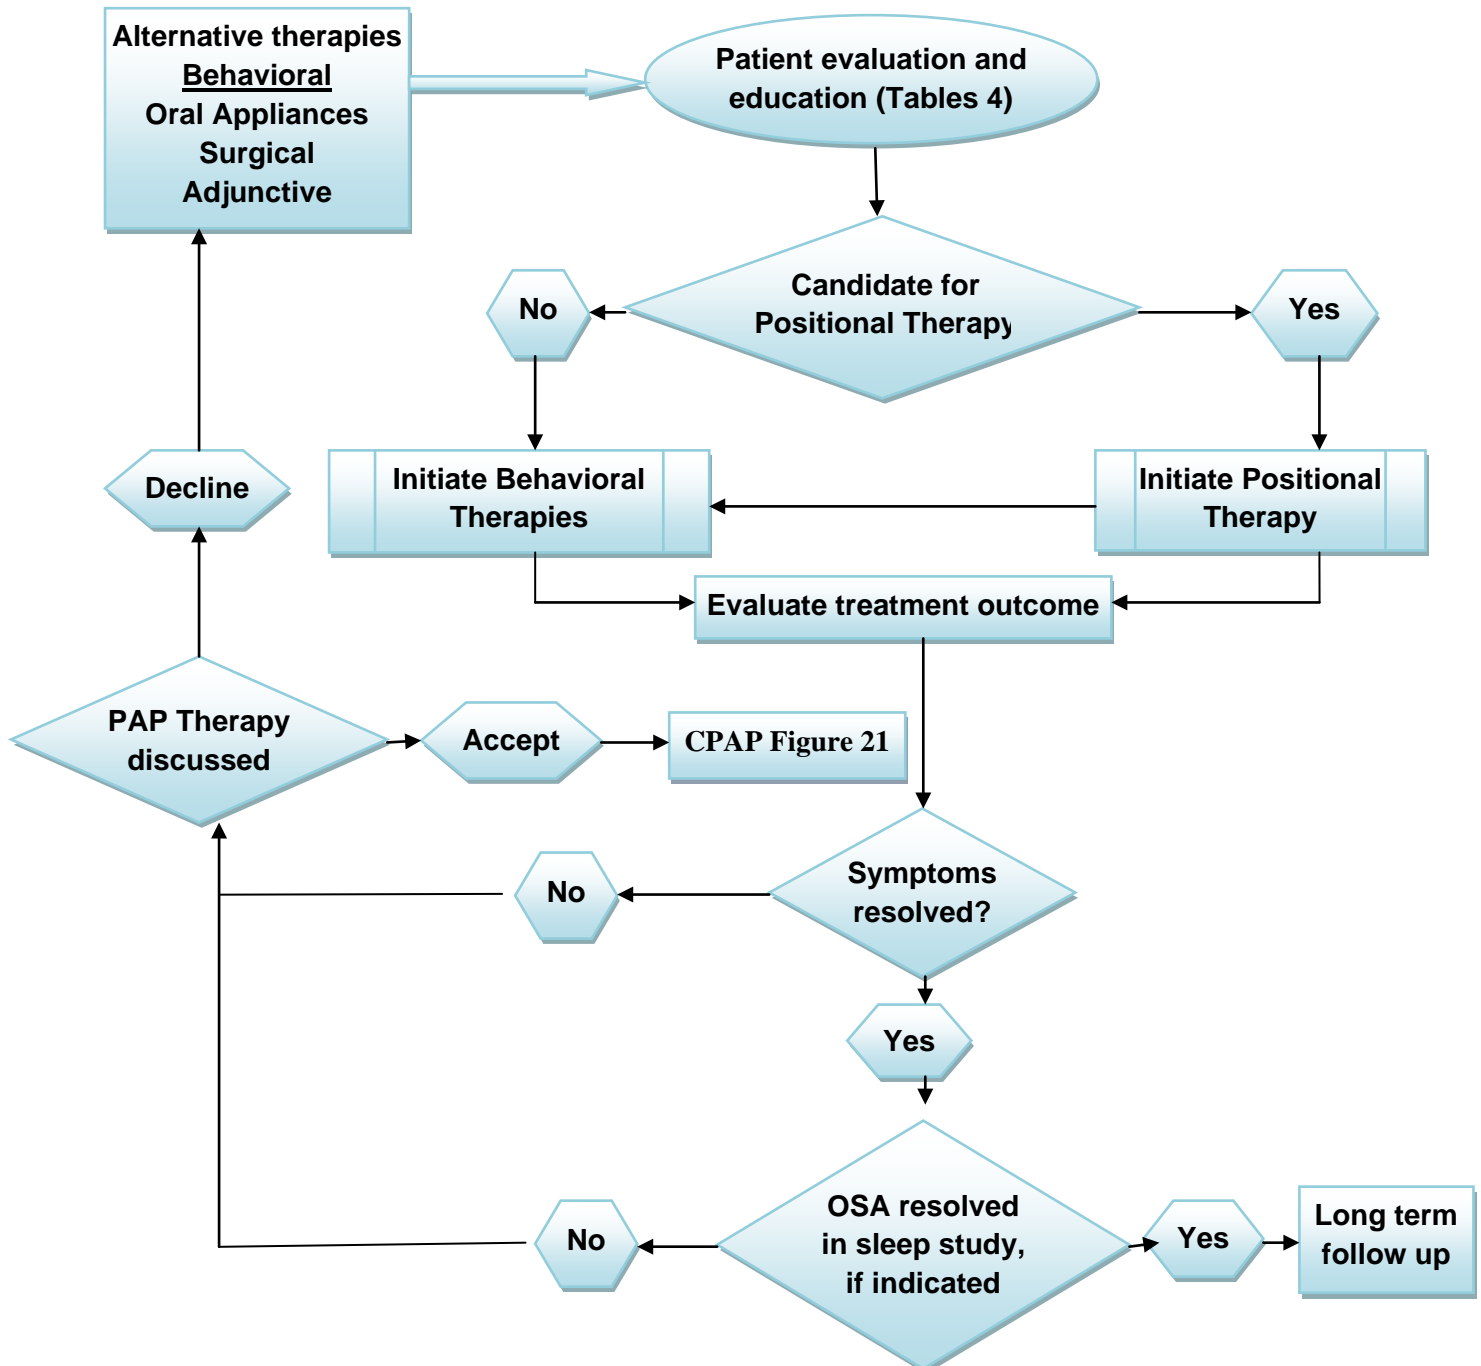 Alternative therapies
Behavioral
Oral Appliances
Surgical
Adjunctive
Patient evaluation and
education (Tables 4)
Candidate for
Positional Therapy
No
Yes
Initiate Behavioral
Therapies
Initiate Positional
Therapy
Decline
Evaluate treatment outcome
PAP Therapy
discussed
Accept
CPAP Figure 21
Symptoms
resolved?
No
Yes
OSA resolved
in sleep study,
if indicated
No
Yes
Long term
follow up